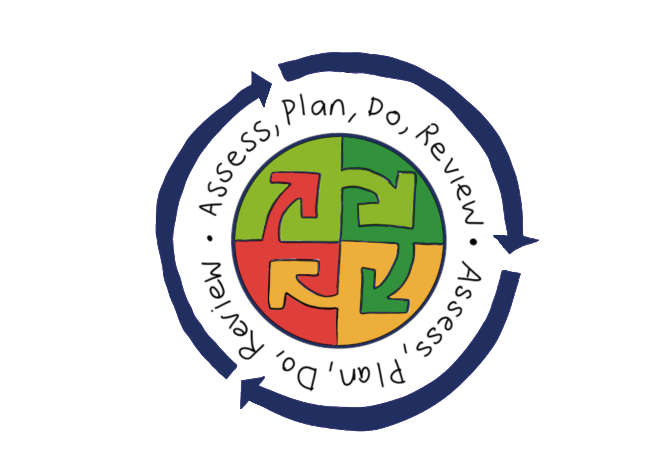 Assess, Plan, Do, Review • Assess, Plan, Do, Review •